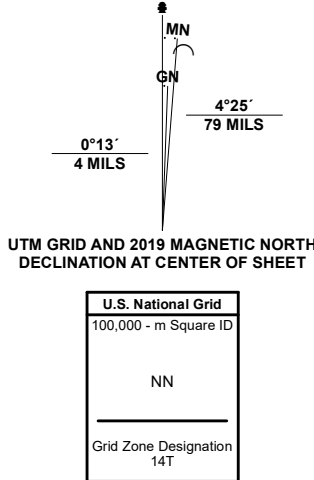 MN
GN
4°25´
79 MILS
0°13´
4 MILS
UTM GRID AND 2019 MAGNETIC NORTH
DECLINATION AT CENTER OF SHEET
U.S. National Grid
100,000 - m Square ID
NN
Grid Zone Designation
14T